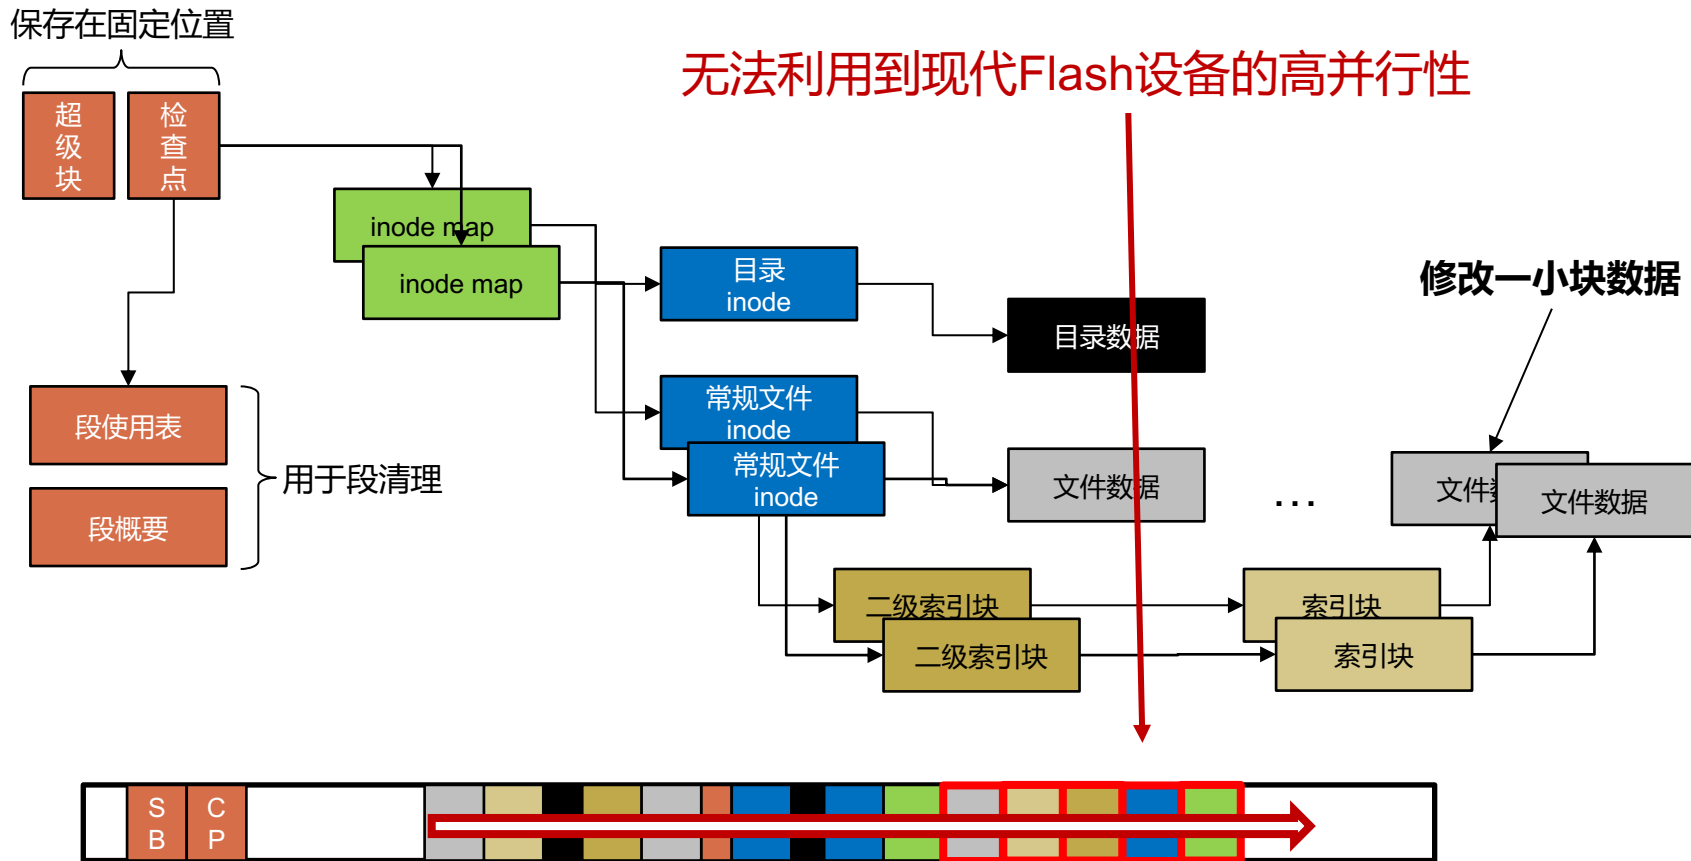 保存在固定位置
无法利用到现代Flash设备的高并行性
超
级
块
检
查
点
inode map
inode map
目录
inode
修改一小块数据
目录数据
段使用表
常规文件
inode
常规文件
inode
用于段清理
文件数据
...
文件数
文件数据
段概要
二级索引块
二级索引块
索引块
索引块
S
B
C
P